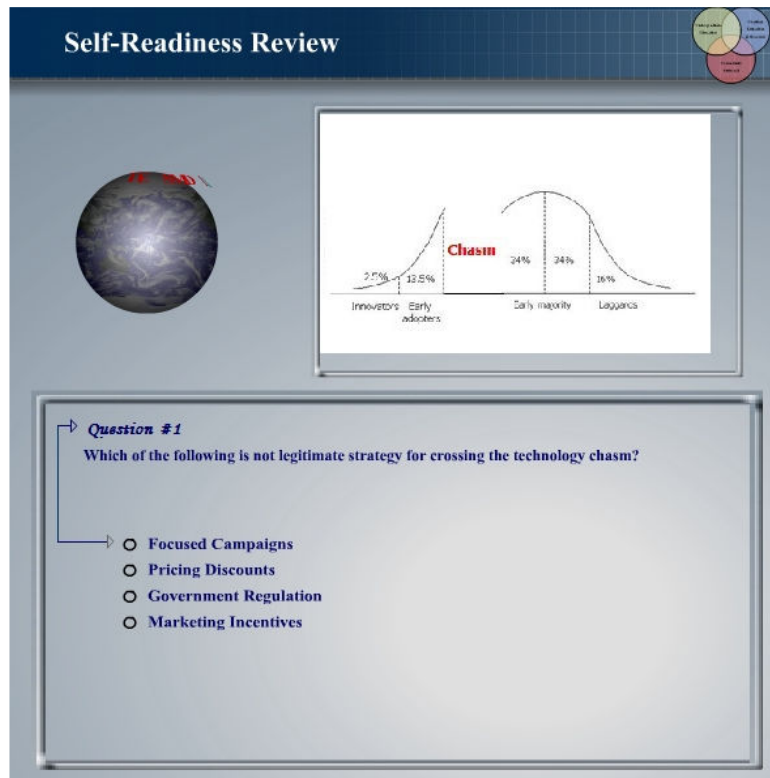 Self-Readiness Review
Chasm
2.5%
13.5%
34%
34%
16%
Innovators
Early
adopters
Early majority
Laggards
Question #1
Which of the following is not legitimate strategy for crossing the technology chasm?
Focused Campaigns
Pricing Discounts
Government Regulation
Marketing Incentives